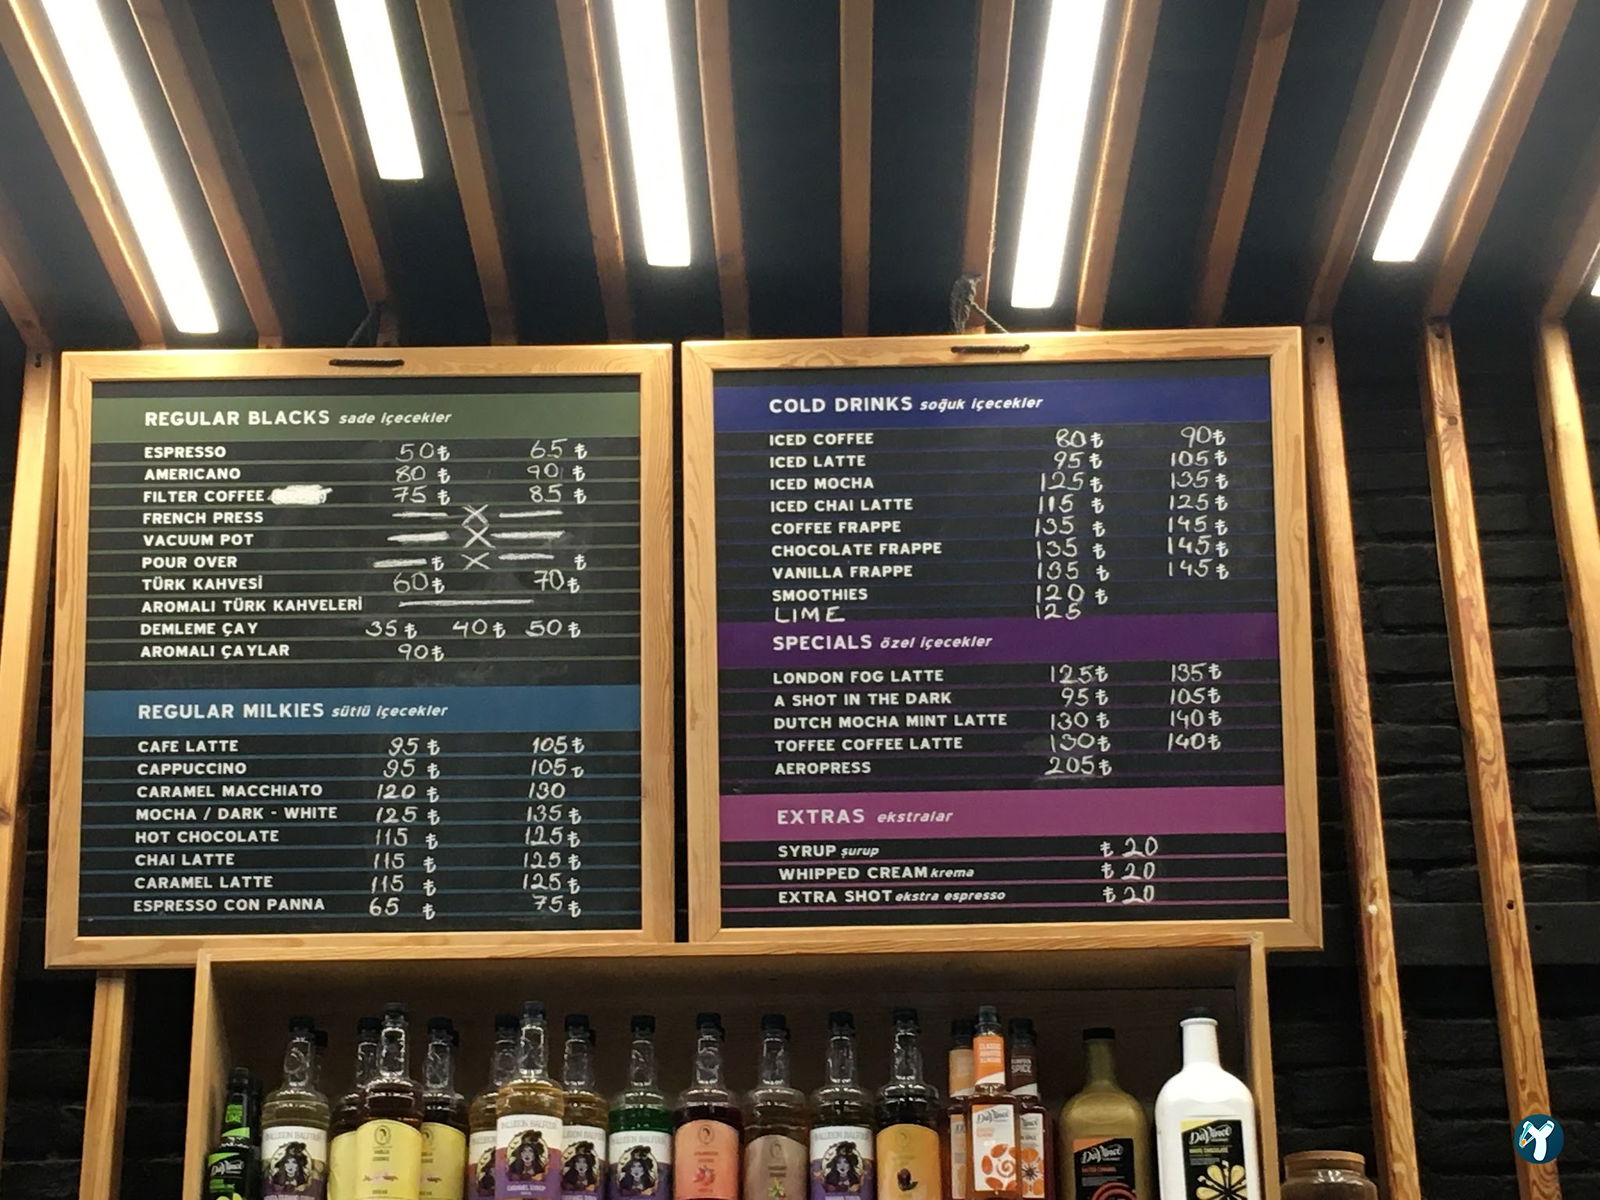 REGULAR BLACKS sade içecekler
ESPRESSO 50₺ 65₺
AMERICANO 80₺ 90₺
FILTER COFFEE 75₺ 85₺
FRENCH PRESS
VACUUM POT
POUR OVER ₺ ₺
TÜRK KAHVESİ 60₺ 70₺
AROMALI TÜRK KAHVELERİ
DEMLEME ÇAY 35₺ 40₺ 50₺
AROMALI ÇAYLAR 90₺
REGULAR MILKIES sütlü içecekler
CAFE LATTE 95₺ 105₺
CAPPUCCINO 95₺ 105₺
CARAMEL MACCHIATO 120₺ 130
MOCHA / DARK - WHITE 125₺ 135₺
HOT CHOCOLATE 115₺ 125₺
CHAI LATTE 115₺ 125₺
CARAMEL LATTE 115₺ 125₺
ESPRESSO CON PANNA 65₺ 75₺
COLD DRINKS soğuk içecekler
ICED COFFEE 80₺ 90₺
ICED LATTE 95₺ 105₺
ICED MOCHA 125₺ 135₺
ICED CHAI LATTE 115₺ 125₺
COFFEE FRAPPE 135₺ 145₺
CHOCOLATE FRAPPE 135₺ 145₺
VANILLA FRAPPE 135₺ 145₺
SMOOTHIES 120₺
LIME 125
SPECIALS özel içecekler
LONDON FOG LATTE 125₺ 135₺
A SHOT IN THE DARK 95₺ 105₺
DUTCH MOCHA MINT LATTE 130₺ 140₺
TOFFEE COFFEE LATTE 130₺ 140₺
AEROPRESS 205₺
EXTRAS ekstralar
SYRUP şurup ₺20
WHIPPED CREAM krema ₺20
EXTRA SHOT ekstra espresso ₺20
DaVinci
DaVinci
DaVinci
DaVinci